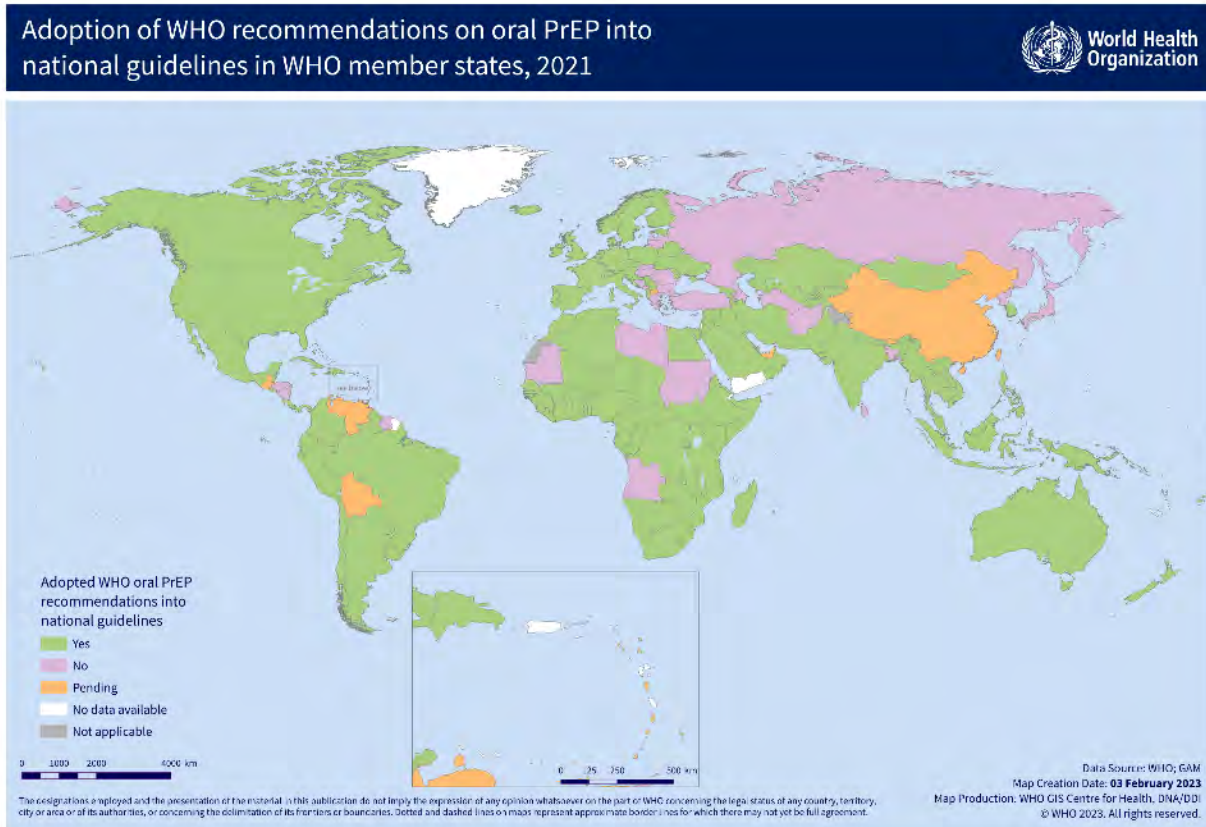 Adoption of WHO recommendations on oral PrEP into
national guidelines in WHO member states, 2021
World Health
Organization
Adopted WHO oral PrEP
recommendations into
national guidelines
Yes
No
Pending
No data available
Not applicable
0 1000 2000 4000 km
0 125 250 500 km
Data Source: WHO; GAM
Map Creation Date: 03 February 2023
Map Production: WHO GIS Centre for Health, DNA/DDI
© WHO 2023. All rights reserved.
The designations employed and the presentation of the material in this publication do not imply the expression of any opinion whatsoever on the part of WHO concerning the legal status of any country, territory,
city or area or of its authorities, or concerning the delimitation of its frontiers or boundaries. Dotted and dashed lines on maps represent approximate border lines for which there may not yet be full agreement.